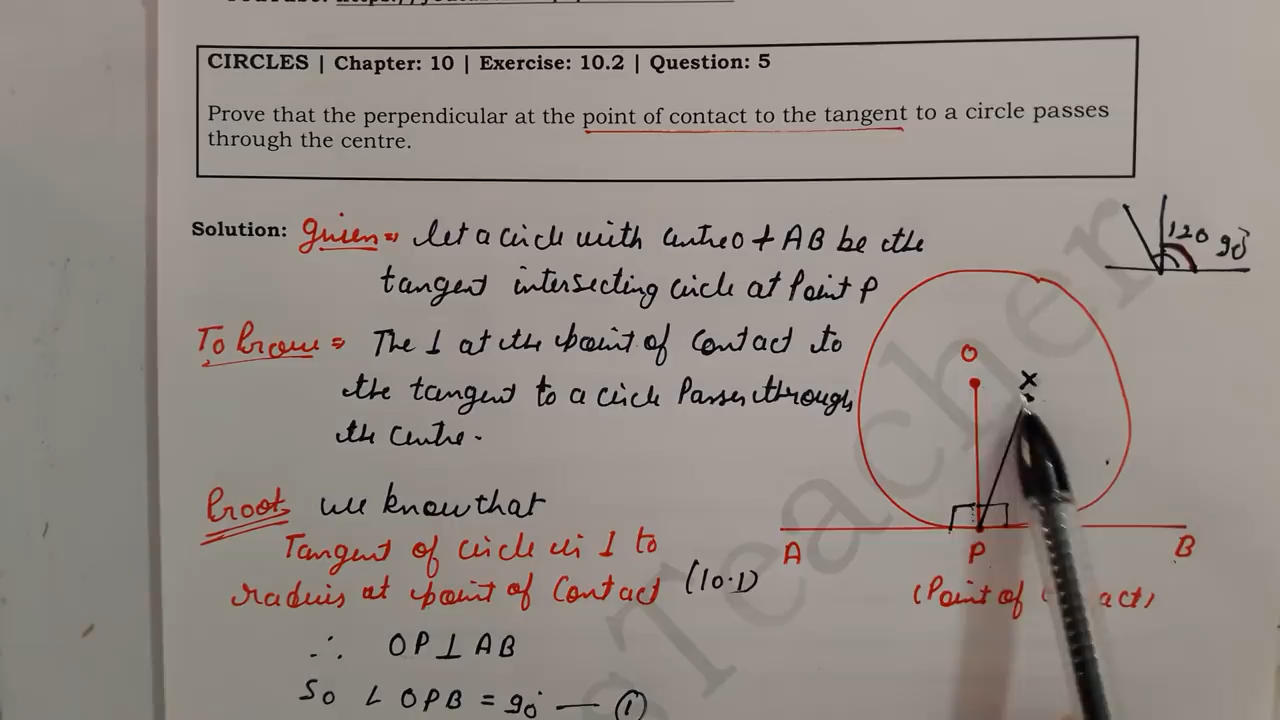 CIRCLES | Chapter: 10 | Exercise: 10.2 | Question: 5
Prove that the perpendicular at the point of contact to the tangent to a circle passes
through the centre.
Solution: Given⇒ let a circle with centre O + AB be the
tangent intersecting circle at Point P
To Prove ⇒ The ⊥ at the point of Contact to
the tangent to a circle Passes through
the Centre.
Proof we know that
Tangent of circle is ⊥ to
radius at point of Contact (10.1)
∴ OP⊥AB
So ∠OPB = 90° — ①
120 90°
O
X
A
P
B
(Point of
Teacher